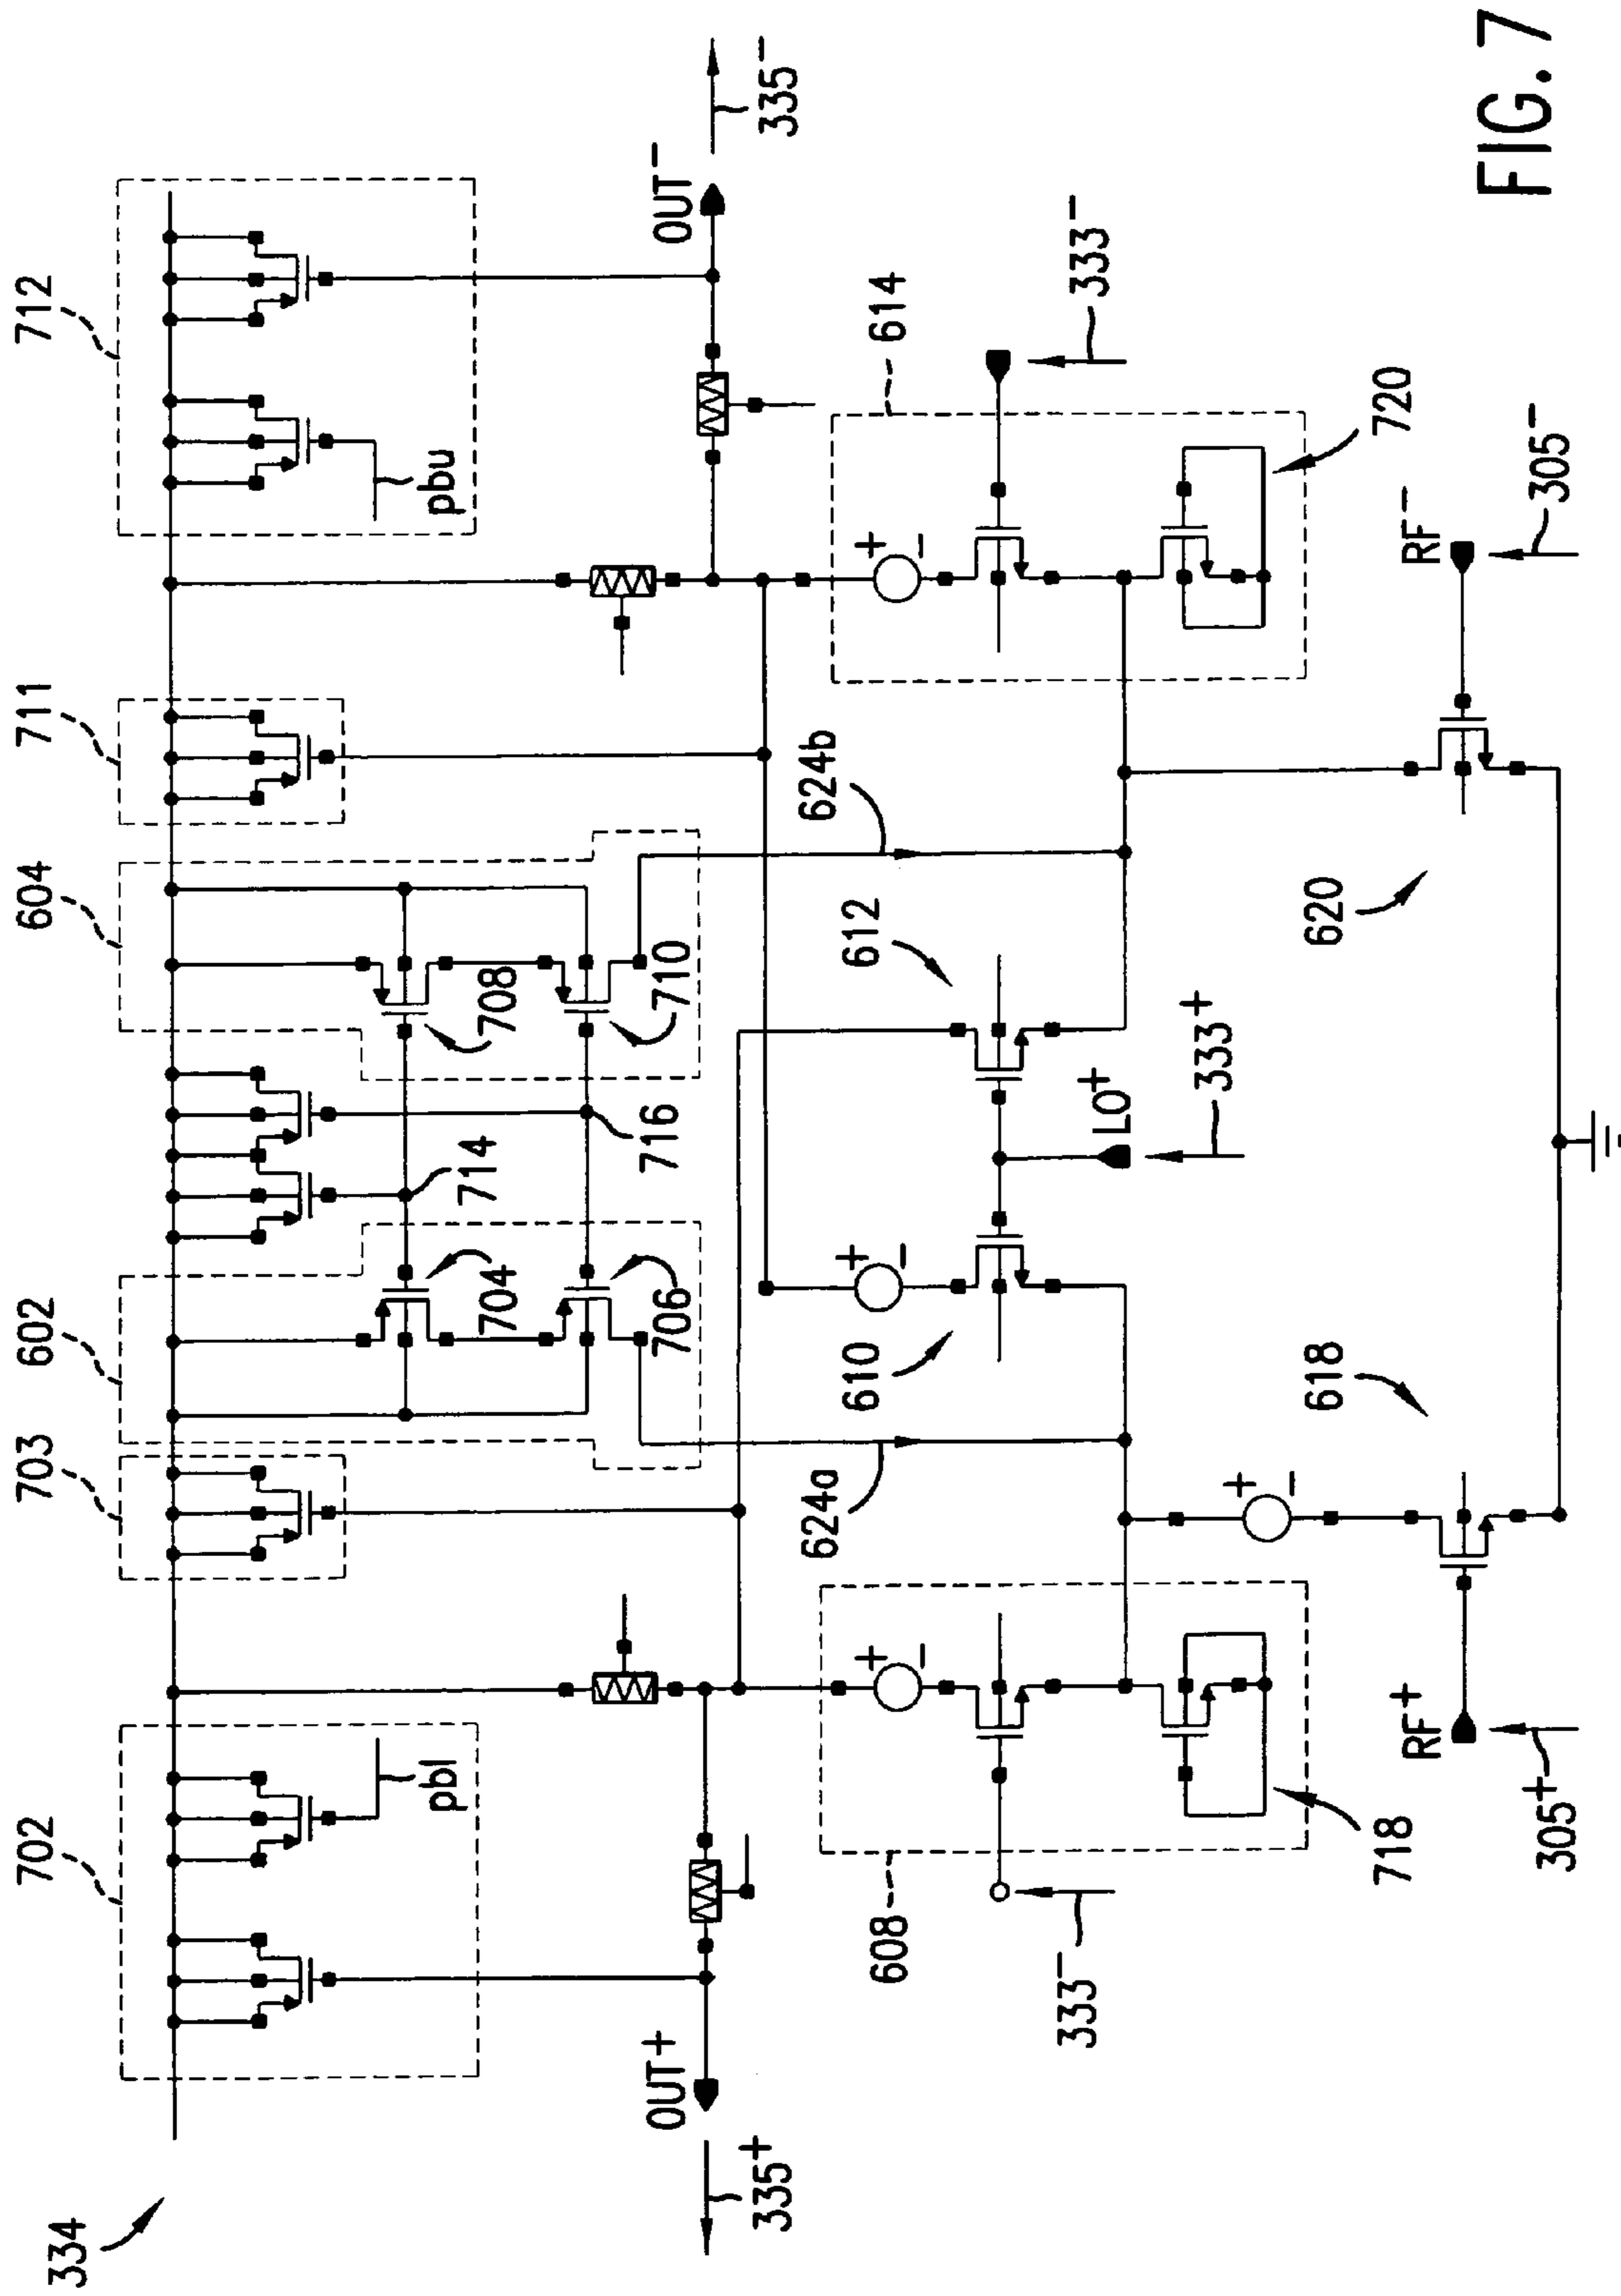 334
702
703
602
604
711
712
pbl
704
714
708
pbu
706
716
710
OUT+
335+
OUT-
335-
624a
610
612
624b
608
614
333-
LO+
333+
333-
718
618
620
720
RF+
305+
RF-
305-
FIG. 7